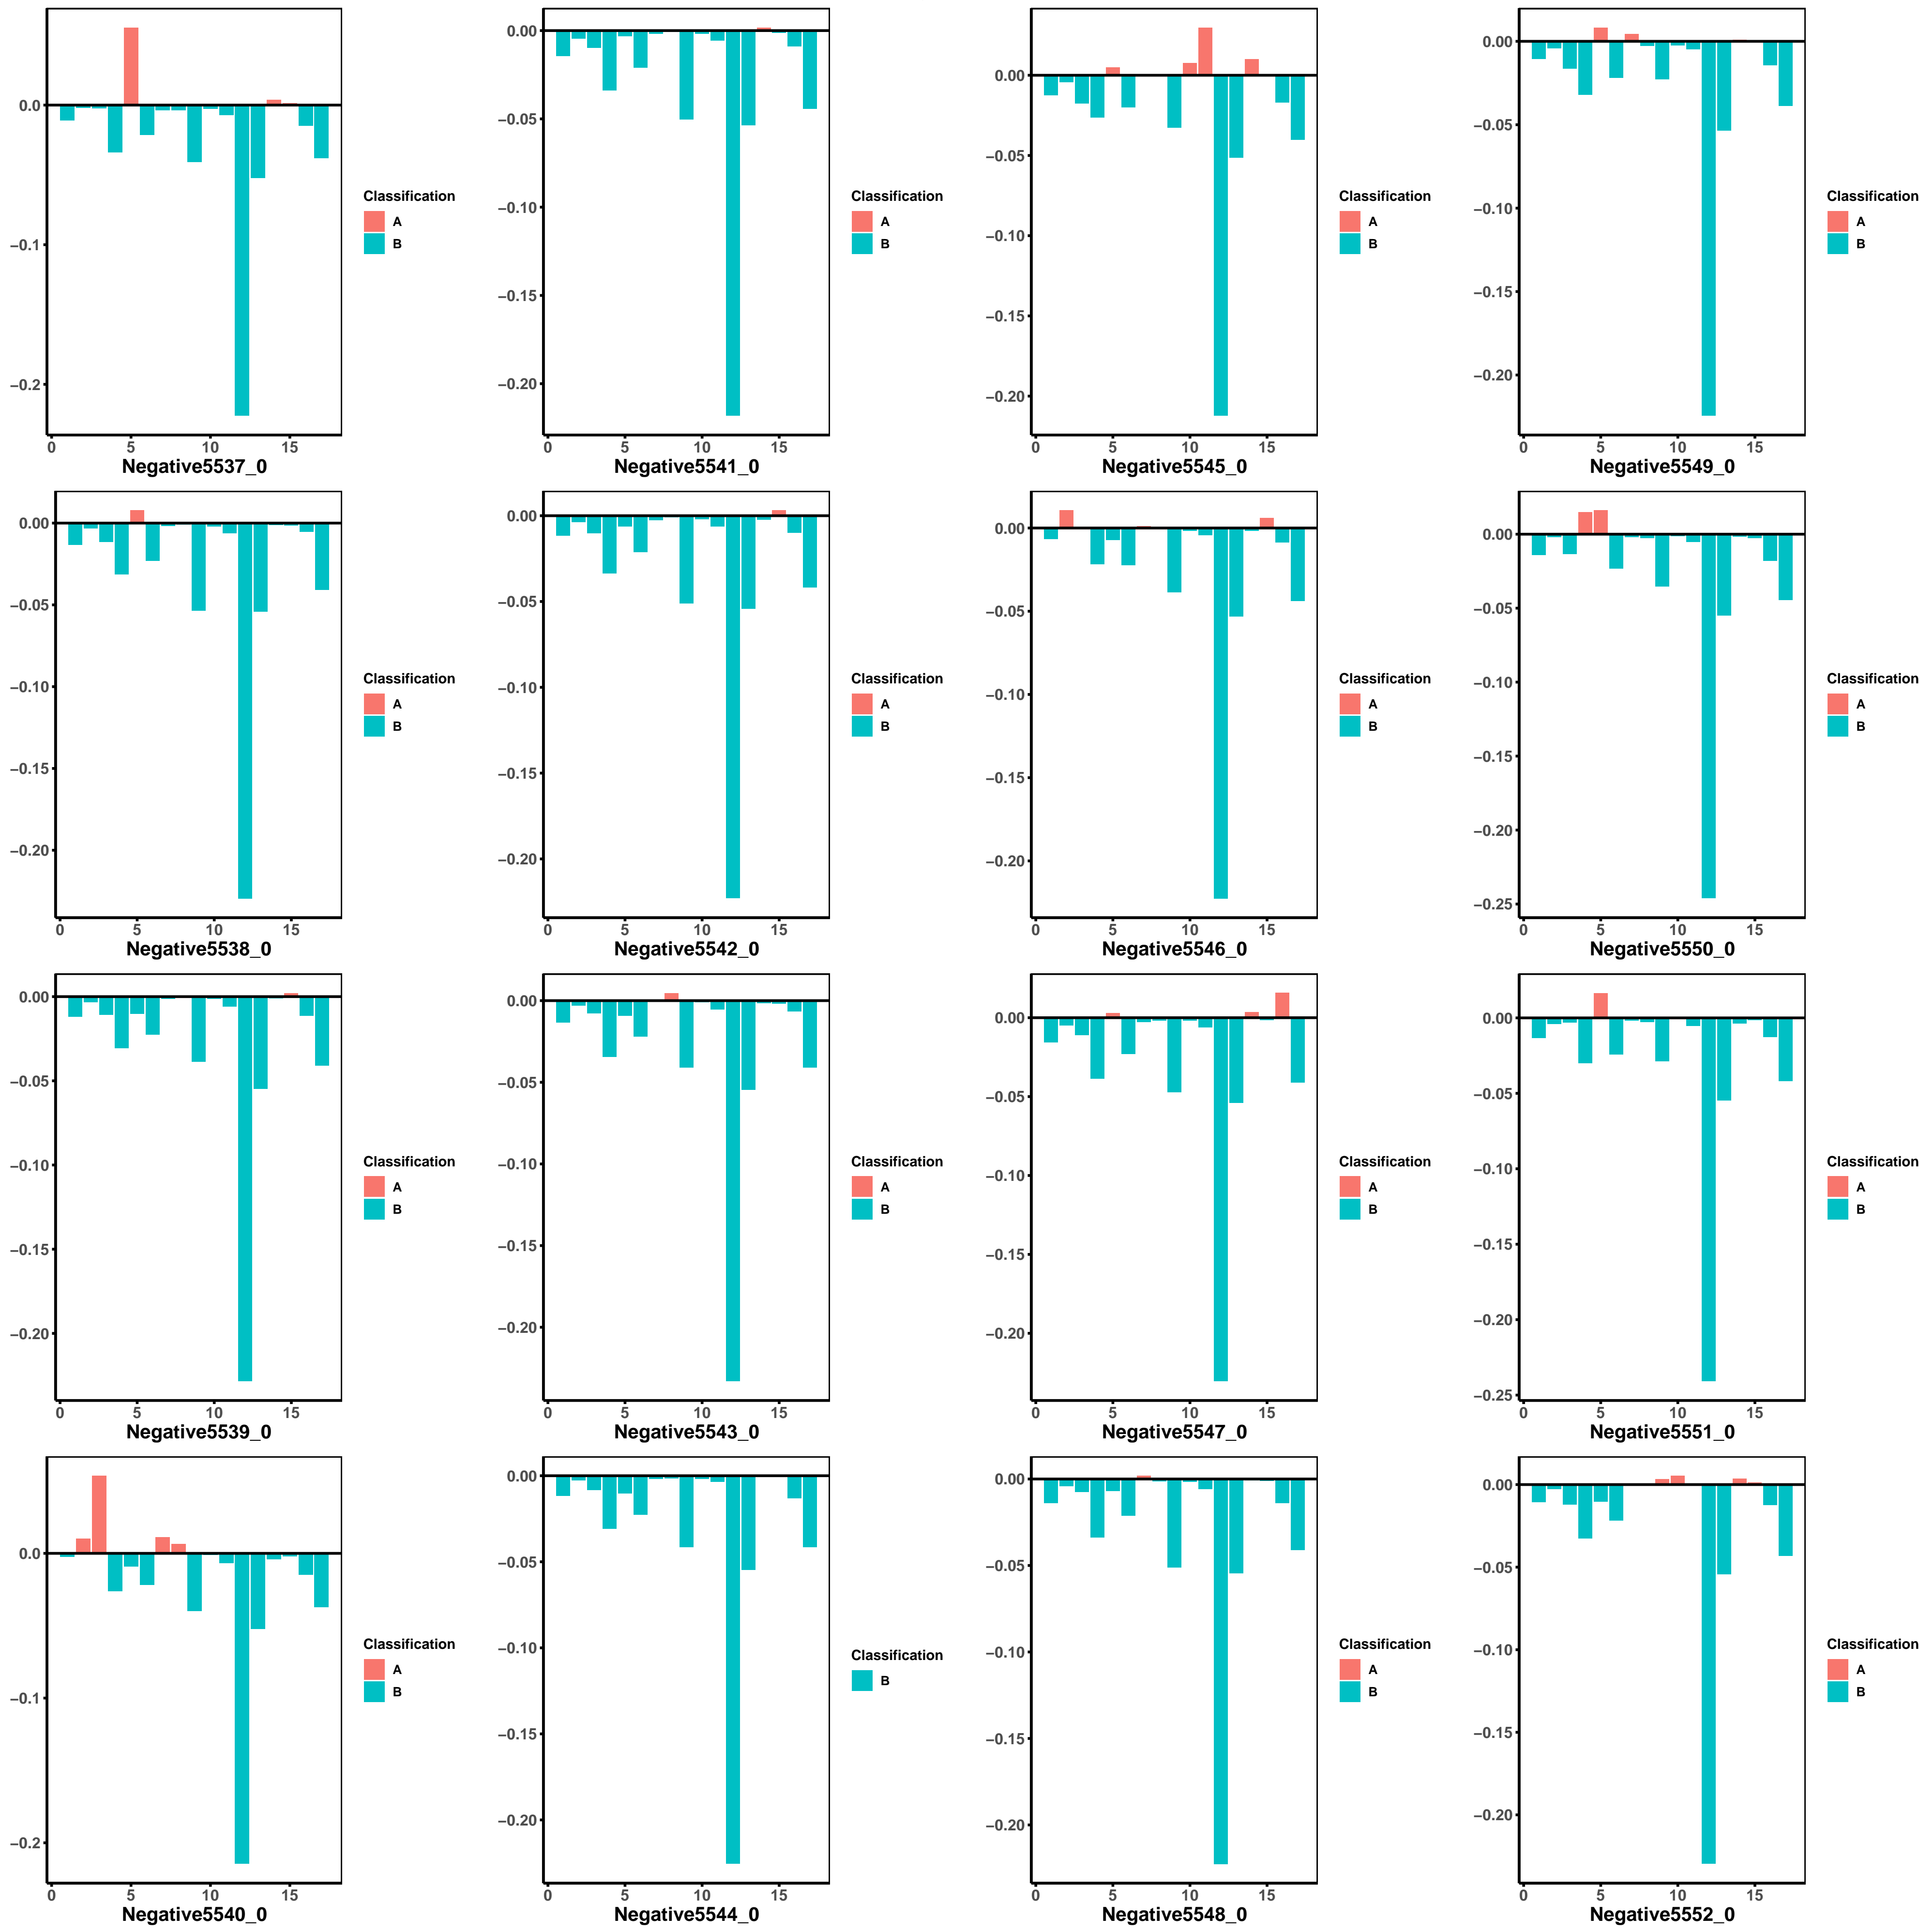 0.0
−0.1
−0.2
0 5 10 15
Negative5537_0
Classification
A
B
0.00
−0.05
−0.10
−0.15
−0.20
0 5 10 15
Negative5541_0
Classification
A
B
0.00
−0.05
−0.10
−0.15
−0.20
0 5 10 15
Negative5545_0
Classification
A
B
0.00
−0.05
−0.10
−0.15
−0.20
0 5 10 15
Negative5549_0
Classification
A
B
0.00
−0.05
−0.10
−0.15
−0.20
0 5 10 15
Negative5538_0
Classification
A
B
0.00
−0.05
−0.10
−0.15
−0.20
0 5 10 15
Negative5542_0
Classification
A
B
0.00
−0.05
−0.10
−0.15
−0.20
0 5 10 15
Negative5546_0
Classification
A
B
0.00
−0.05
−0.10
−0.15
−0.20
−0.25
0 5 10 15
Negative5550_0
Classification
A
B
0.00
−0.05
−0.10
−0.15
−0.20
0 5 10 15
Negative5539_0
Classification
A
B
0.00
−0.05
−0.10
−0.15
−0.20
0 5 10 15
Negative5543_0
Classification
A
B
0.00
−0.05
−0.10
−0.15
−0.20
0 5 10 15
Negative5547_0
Classification
A
B
0.00
−0.05
−0.10
−0.15
−0.20
−0.25
0 5 10 15
Negative5551_0
Classification
A
B
0.0
−0.1
−0.2
0 5 10 15
Negative5540_0
Classification
A
B
0.00
−0.05
−0.10
−0.15
−0.20
0 5 10 15
Negative5544_0
Classification
B
0.00
−0.05
−0.10
−0.15
−0.20
0 5 10 15
Negative5548_0
Classification
A
B
0.00
−0.05
−0.10
−0.15
−0.20
0 5 10 15
Negative5552_0
Classification
A
B